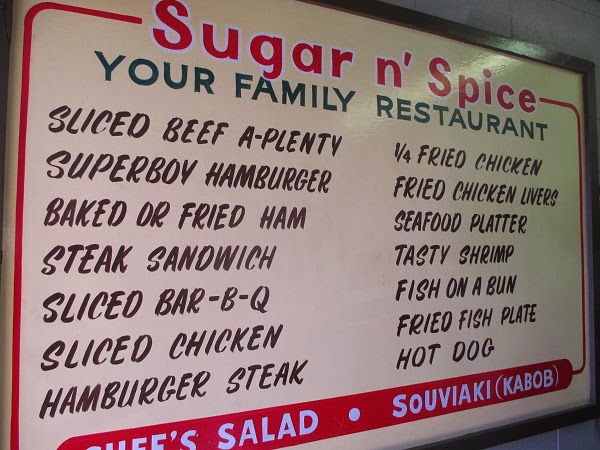 Sugar n' Spice
YOUR FAMILY RESTAURANT
SLICED BEEF A-PLENTY
SUPERBOY HAMBURGER
BAKED OR FRIED HAM
STEAK SANDWICH
SLICED BAR-B-Q
SLICED CHICKEN
HAMBURGER STEAK
¼ FRIED CHICKEN
FRIED CHICKEN LIVERS
SEAFOOD PLATTER
TASTY SHRIMP
FISH ON A BUN
FRIED FISH PLATE
HOT DOG
CHEF'S SALAD • SOUVIAKI (KABOB)